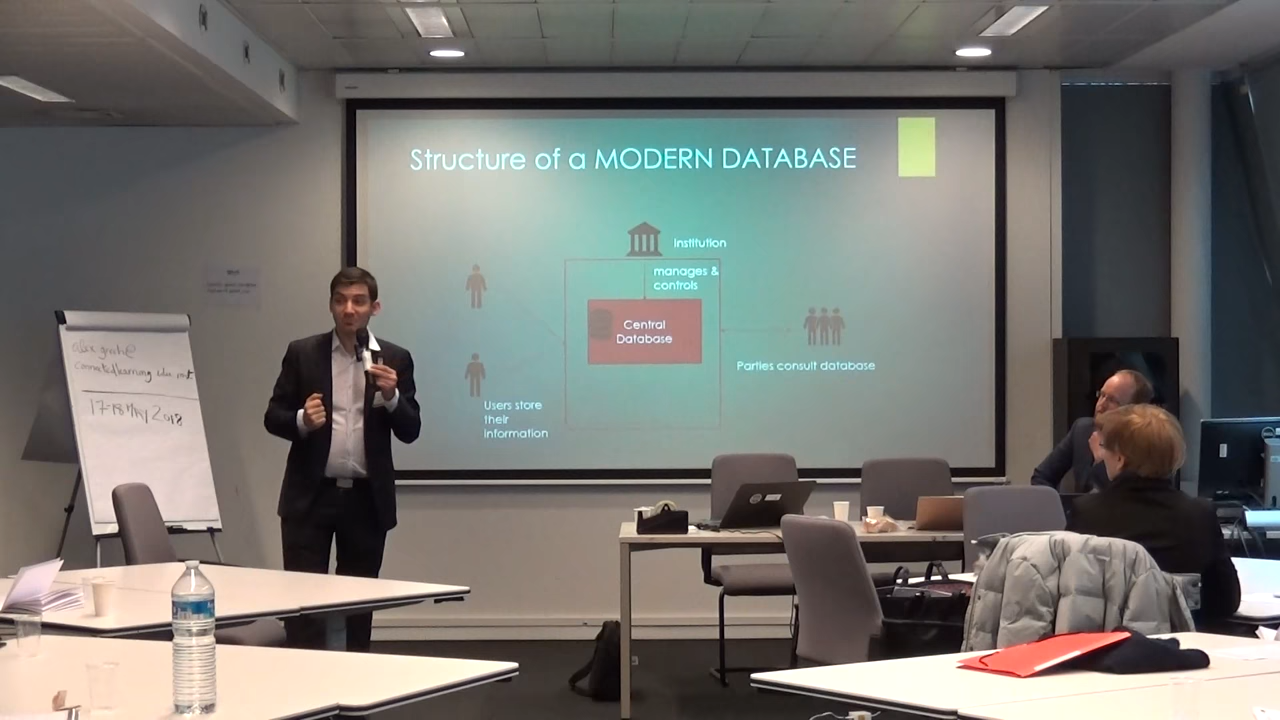 Structure of a MODERN DATABASE
Institution
manages &
controls
Central
Database
Parties consult database
Users store
their
information
17-18 May 2018